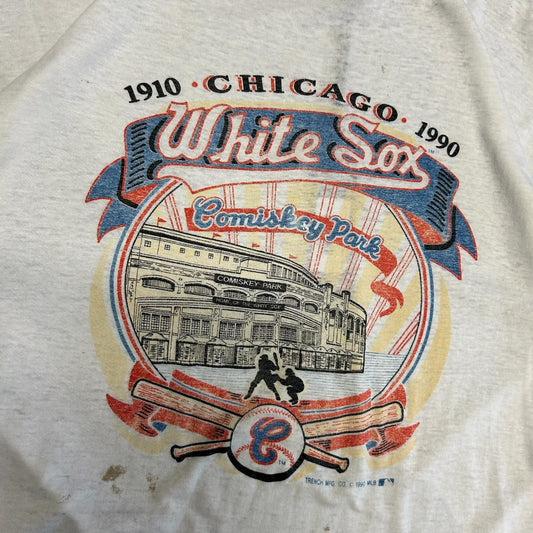 1910 · CHICAGO · 1990
White Sox
Comiskey Park
COMISKEY PARK
HOME OF THE WHITE SOX
C
TRENCH MFG. CO. © 1990 MLB